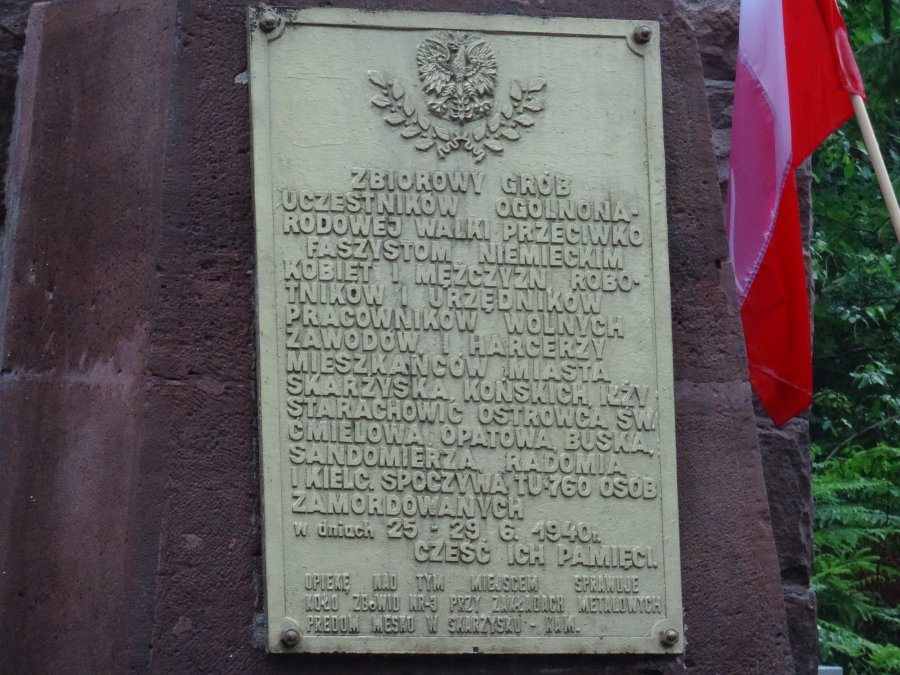 ZBIOROWY GRÓB
UCZESTNIKÓW OGÓLNONA-
RODOWEJ WALKI PRZECIWKO
FASZYSTOM NIEMIECKIM
KOBIET I MĘŻCZYZN ROBO-
TNIKÓW I URZĘDNIKÓW
PRACOWNIKÓW WOLNYCH
ZAWODÓW I HARCERZY
MIESZKAŃCÓW MIASTA
SKARŻYSKA, KOŃSKICH, IŁŻY,
STARACHOWIC OSTROWCA ŚW.
ĆMIELOWA, OPATOWA, BUSKA,
SANDOMIERZA, RADOMIA
I KIELC. SPOCZYWA TU 760 OSÓB
ZAMORDOWANYCH
w dniach 25 - 29 6. 1940r.
CZEŚĆ ICH PAMIĘCI.
OPIEKĘ NAD TYM MIEJSCEM SPRAWUJE
KOŁO ZBoWID NR-3 PRZY ZAKŁADACH METALOWYCH
PREDOM MESKO W SKARŻYSKO - KAM.